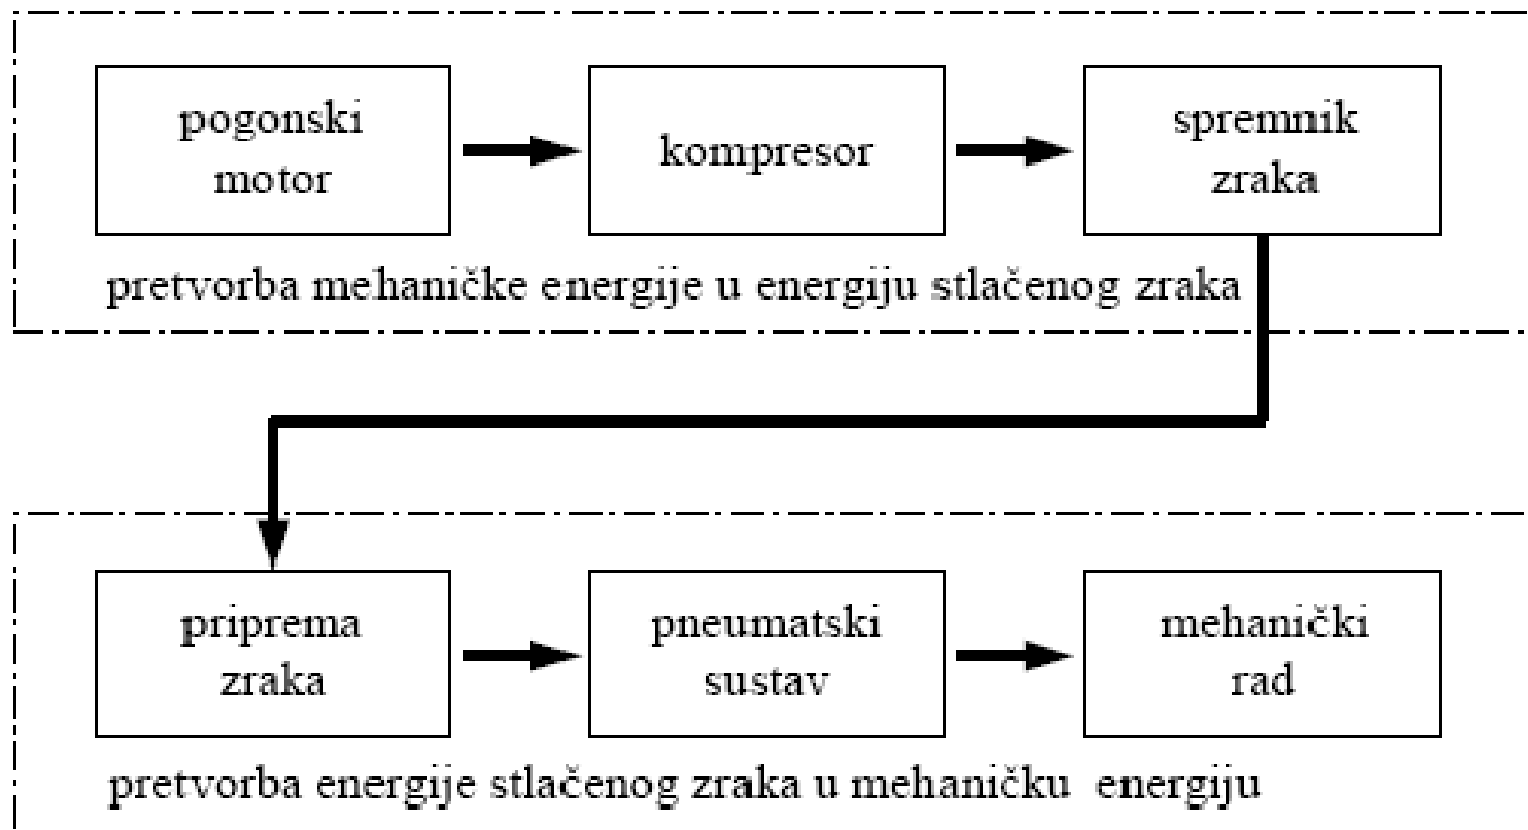 pogonski
motor
kompresor
spremnik
zraka
pretvorba mehaničke energije u energiju stlačenog zraka
priprema
zraka
pneumatski
sustav
mehanički
rad
pretvorba energije stlačenog zraka u mehaničku energiju